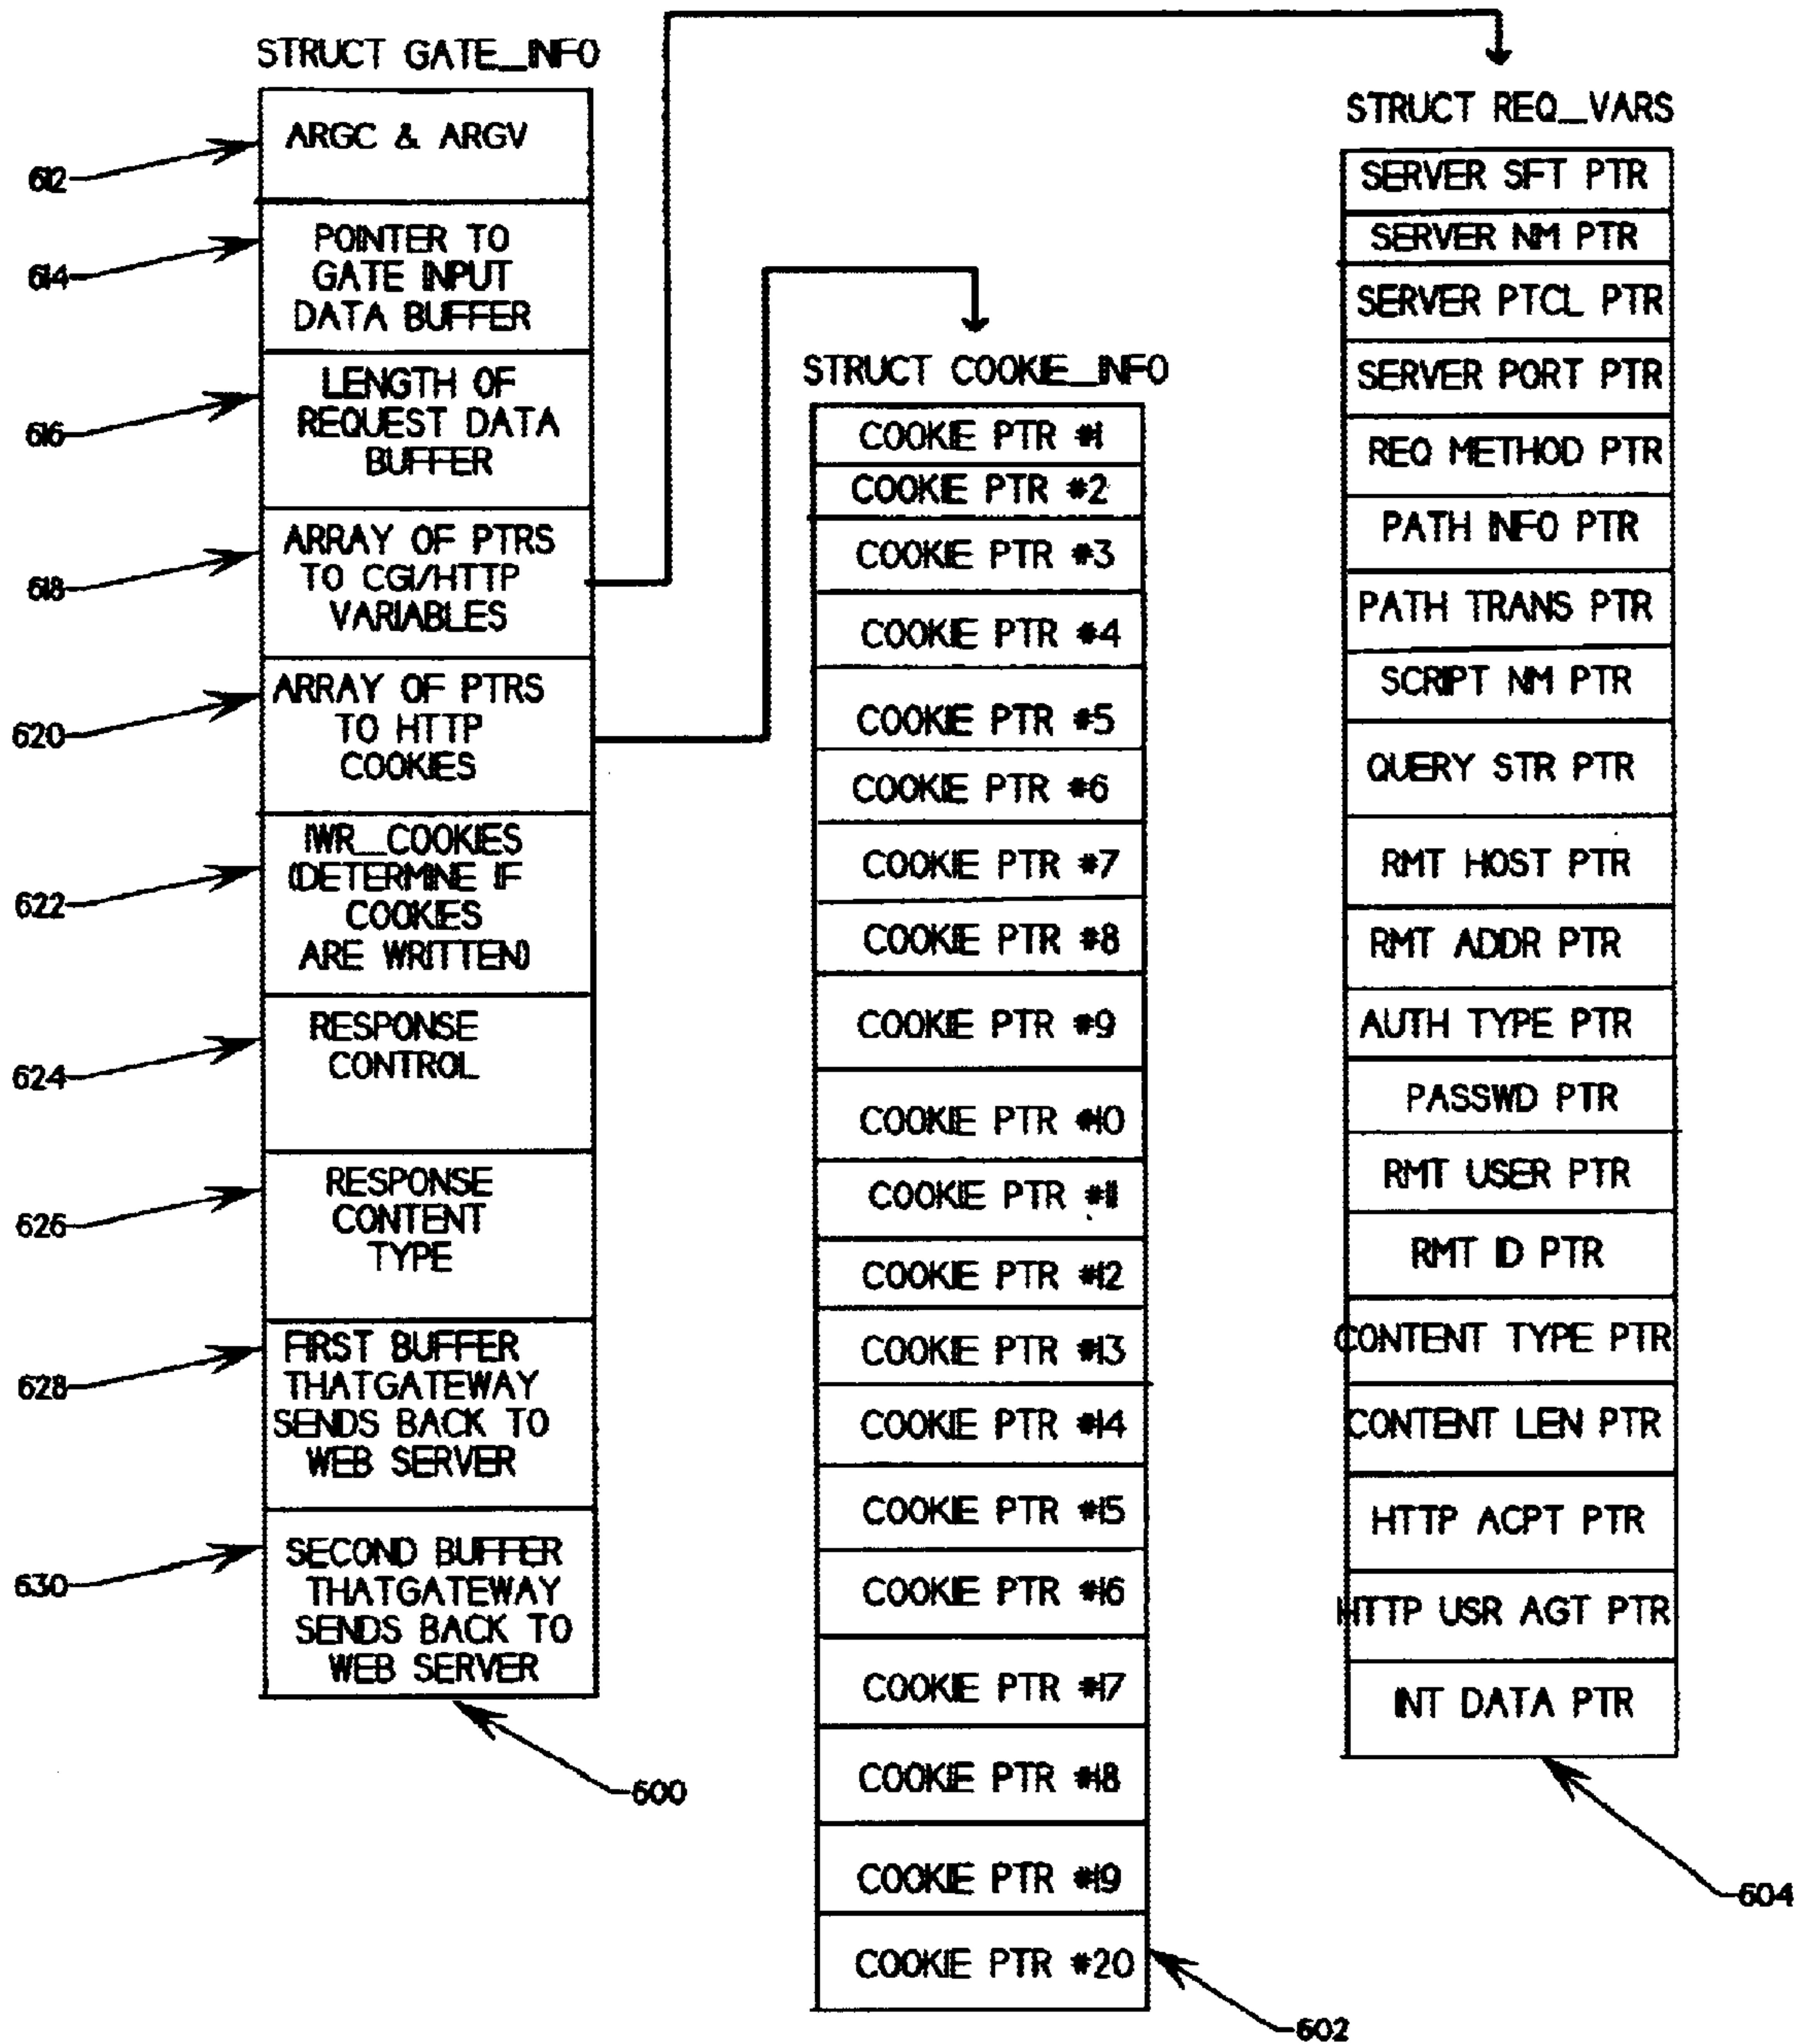 STRUCT GATE_INFO
612
ARGC & ARGV
614
POINTER TO
GATE INPUT
DATA BUFFER
616
LENGTH OF
REQUEST DATA
BUFFER
618
ARRAY OF PTRS
TO CGI/HTTP
VARIABLES
620
ARRAY OF PTRS
TO HTTP
COOKIES
622
IWR_COOKIES
(DETERMINE IF
COOKIES
ARE WRITTEN)
624
RESPONSE
CONTROL
626
RESPONSE
CONTENT
TYPE
628
FIRST BUFFER
THATGATEWAY
SENDS BACK TO
WEB SERVER
630
SECOND BUFFER
THATGATEWAY
SENDS BACK TO
WEB SERVER
600
STRUCT COOKIE_INFO
COOKIE PTR #1
COOKIE PTR #2
COOKIE PTR #3
COOKIE PTR #4
COOKIE PTR #5
COOKIE PTR #6
COOKIE PTR #7
COOKIE PTR #8
COOKIE PTR #9
COOKIE PTR #10
COOKIE PTR #11
COOKIE PTR #12
COOKIE PTR #13
COOKIE PTR #14
COOKIE PTR #15
COOKIE PTR #16
COOKIE PTR #17
COOKIE PTR #18
COOKIE PTR #19
COOKIE PTR #20
602
STRUCT REQ_VARS
SERVER SFT PTR
SERVER NM PTR
SERVER PTCL PTR
SERVER PORT PTR
REQ METHOD PTR
PATH INFO PTR
PATH TRANS PTR
SCRIPT NM PTR
QUERY STR PTR
RMT HOST PTR
RMT ADDR PTR
AUTH TYPE PTR
PASSWD PTR
RMT USER PTR
RMT ID PTR
CONTENT TYPE PTR
CONTENT LEN PTR
HTTP ACPT PTR
HTTP USR AGT PTR
INT DATA PTR
604